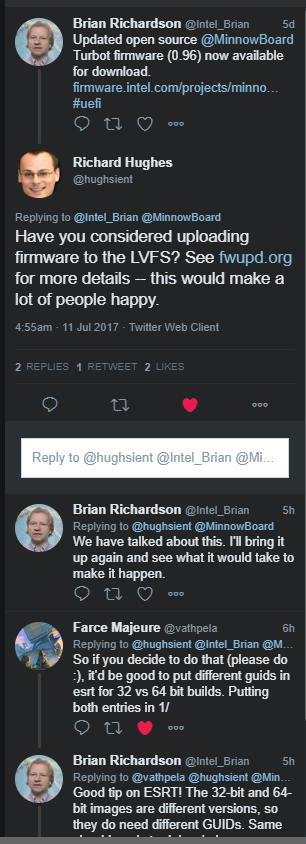 Brian Richardson @Intel_Brian 5d
Updated open source @MinnowBoard
Turbot firmware (0.96) now available
for download.
firmware.intel.com/projects/minno…
#uefi
Richard Hughes
@hughsient
Replying to @Intel_Brian @MinnowBoard
Have you considered uploading
firmware to the LVFS? See fwupd.org
for more details -- this would make a
lot of people happy.
4:55am · 11 Jul 2017 · Twitter Web Client
2 REPLIES 1 RETWEET 2 LIKES
Reply to @hughsient @Intel_Brian @Mi…
Brian Richardson @Intel_Brian 5h
Replying to @hughsient @MinnowBoard
We have talked about this. I'll bring it
up again and see what it would take to
make it happen.
Farce Majeure @vathpela 6h
Replying to @hughsient @Intel_Brian @M…
So if you decide to do that (please do
:), it'd be good to put different guids in
esrt for 32 vs 64 bit builds. Putting
both entries in 1/
Brian Richardson @Intel_Brian 5h
Replying to @vathpela @hughsient @Min…
Good tip on ESRT! The 32-bit and 64-
bit images are different versions, so
they do need different GUIDs. Same